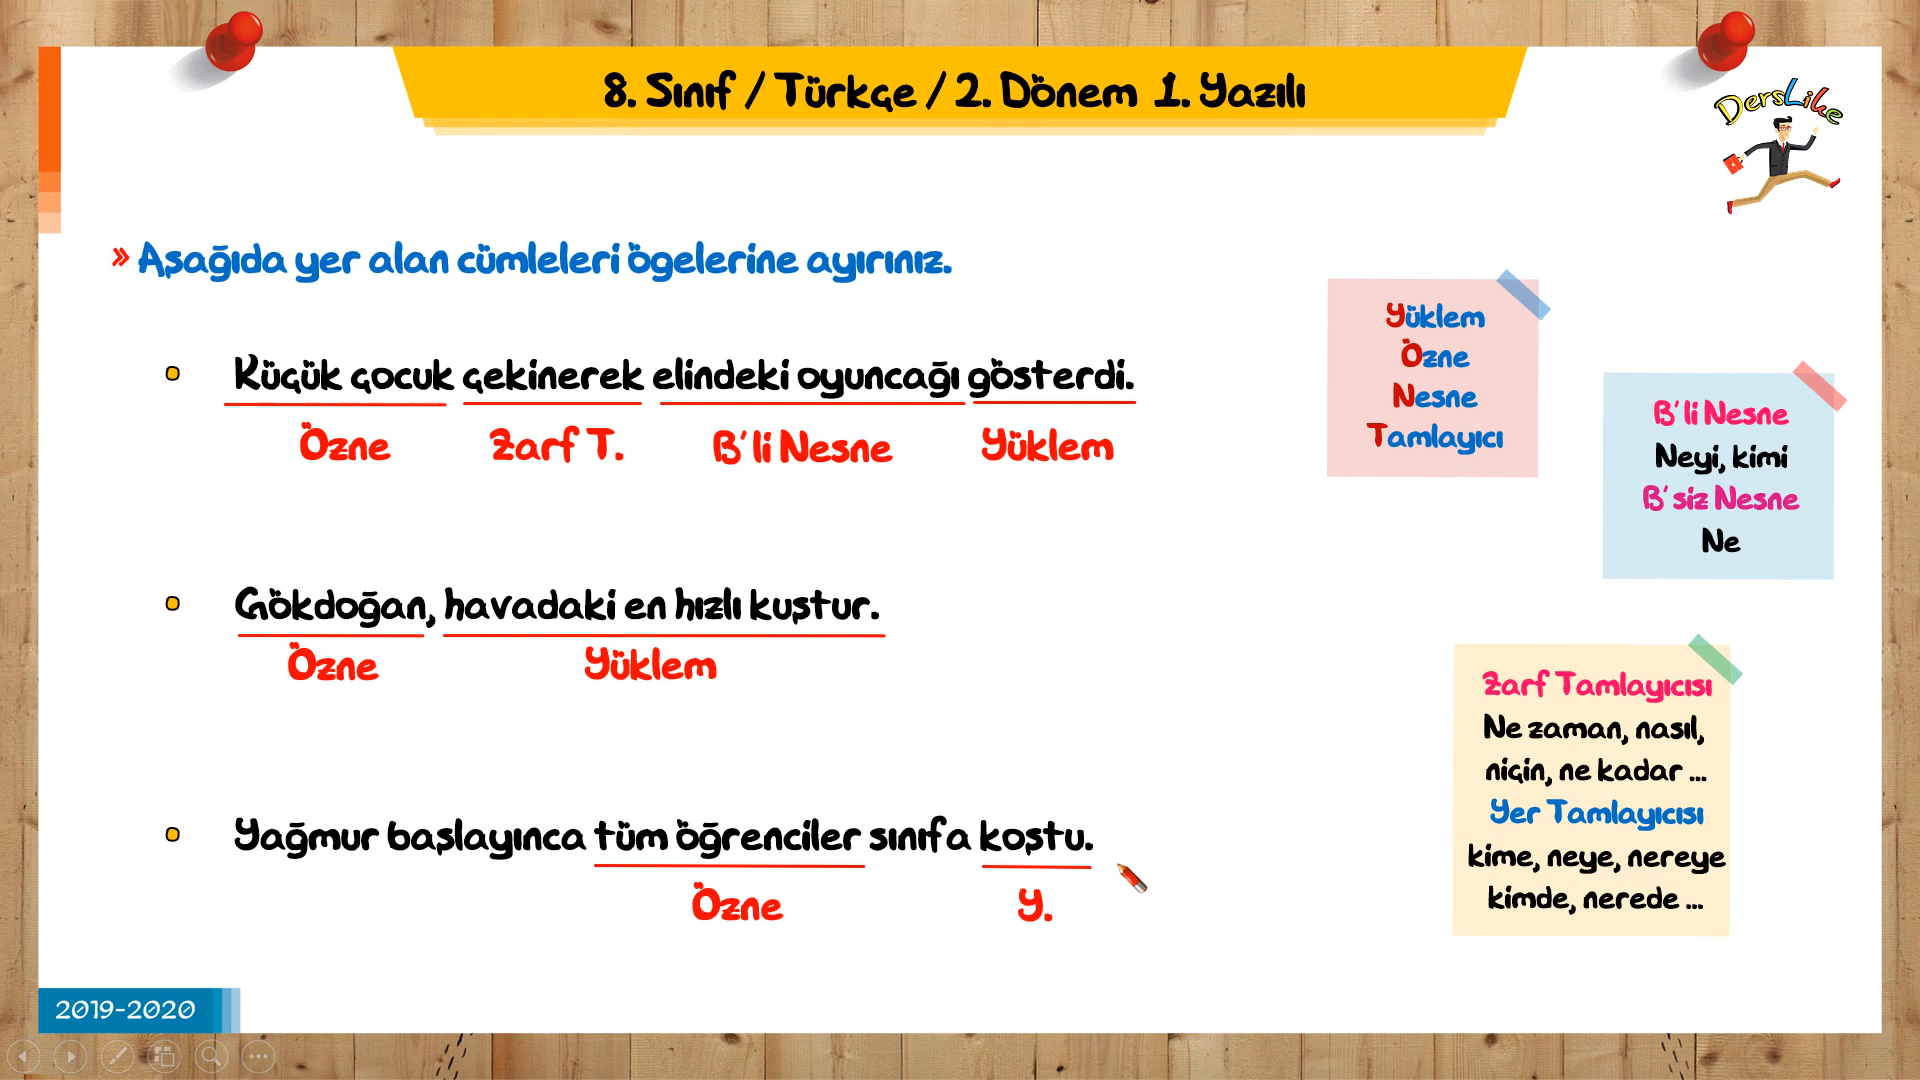 8. Sınıf / Türkçe / 2. Dönem 1. Yazılı
DersLike
» Aşağıda yer alan cümleleri ögelerine ayırınız.
Küçük çocuk çekinerek elindeki oyuncağı gösterdi.
Özne Zarf T. B'li Nesne Yüklem
Gökdoğan, havadaki en hızlı kuştur.
Özne Yüklem
Yağmur başlayınca tüm öğrenciler sınıfa koştu.
Özne Y.
Yüklem
Özne
Nesne
Tamlayıcı
B'li Nesne
Neyi, kimi
B'siz Nesne
Ne
Zarf Tamlayıcısı
Ne zaman, nasıl,
niçin, ne kadar ...
Yer Tamlayıcısı
kime, neye, nereye
kimde, nerede ...
2019-2020